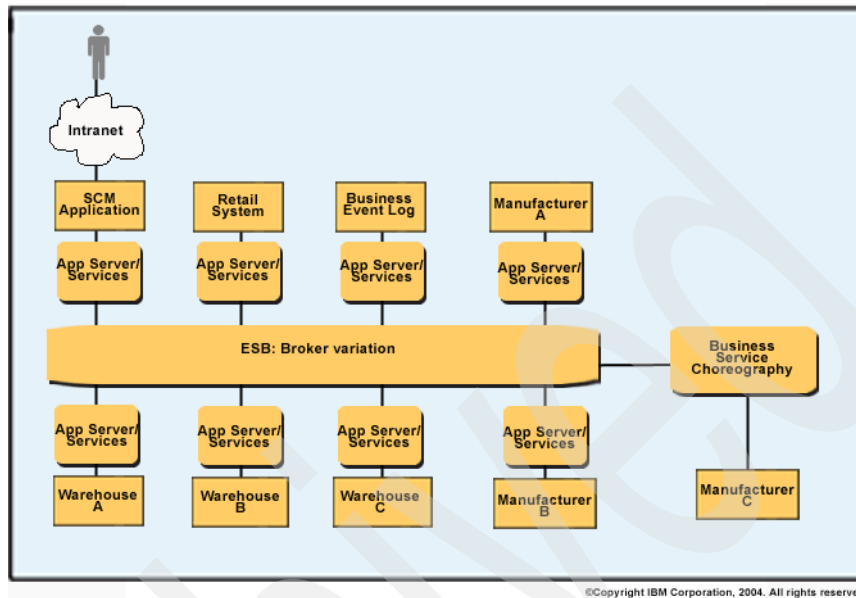 Intranet
SCM
Application
Retail
System
Business
Event Log
Manufacturer
A
App Server/
Services
App Server/
Services
App Server/
Services
App Server/
Services
ESB: Broker variation
Business
Service
Choreography
App Server/
Services
App Server/
Services
App Server/
Services
App Server/
Services
Warehouse
A
Warehouse
B
Warehouse
C
Manufacturer
B
Manufacturer
C
©Copyright IBM Corporation, 2004. All rights reserve